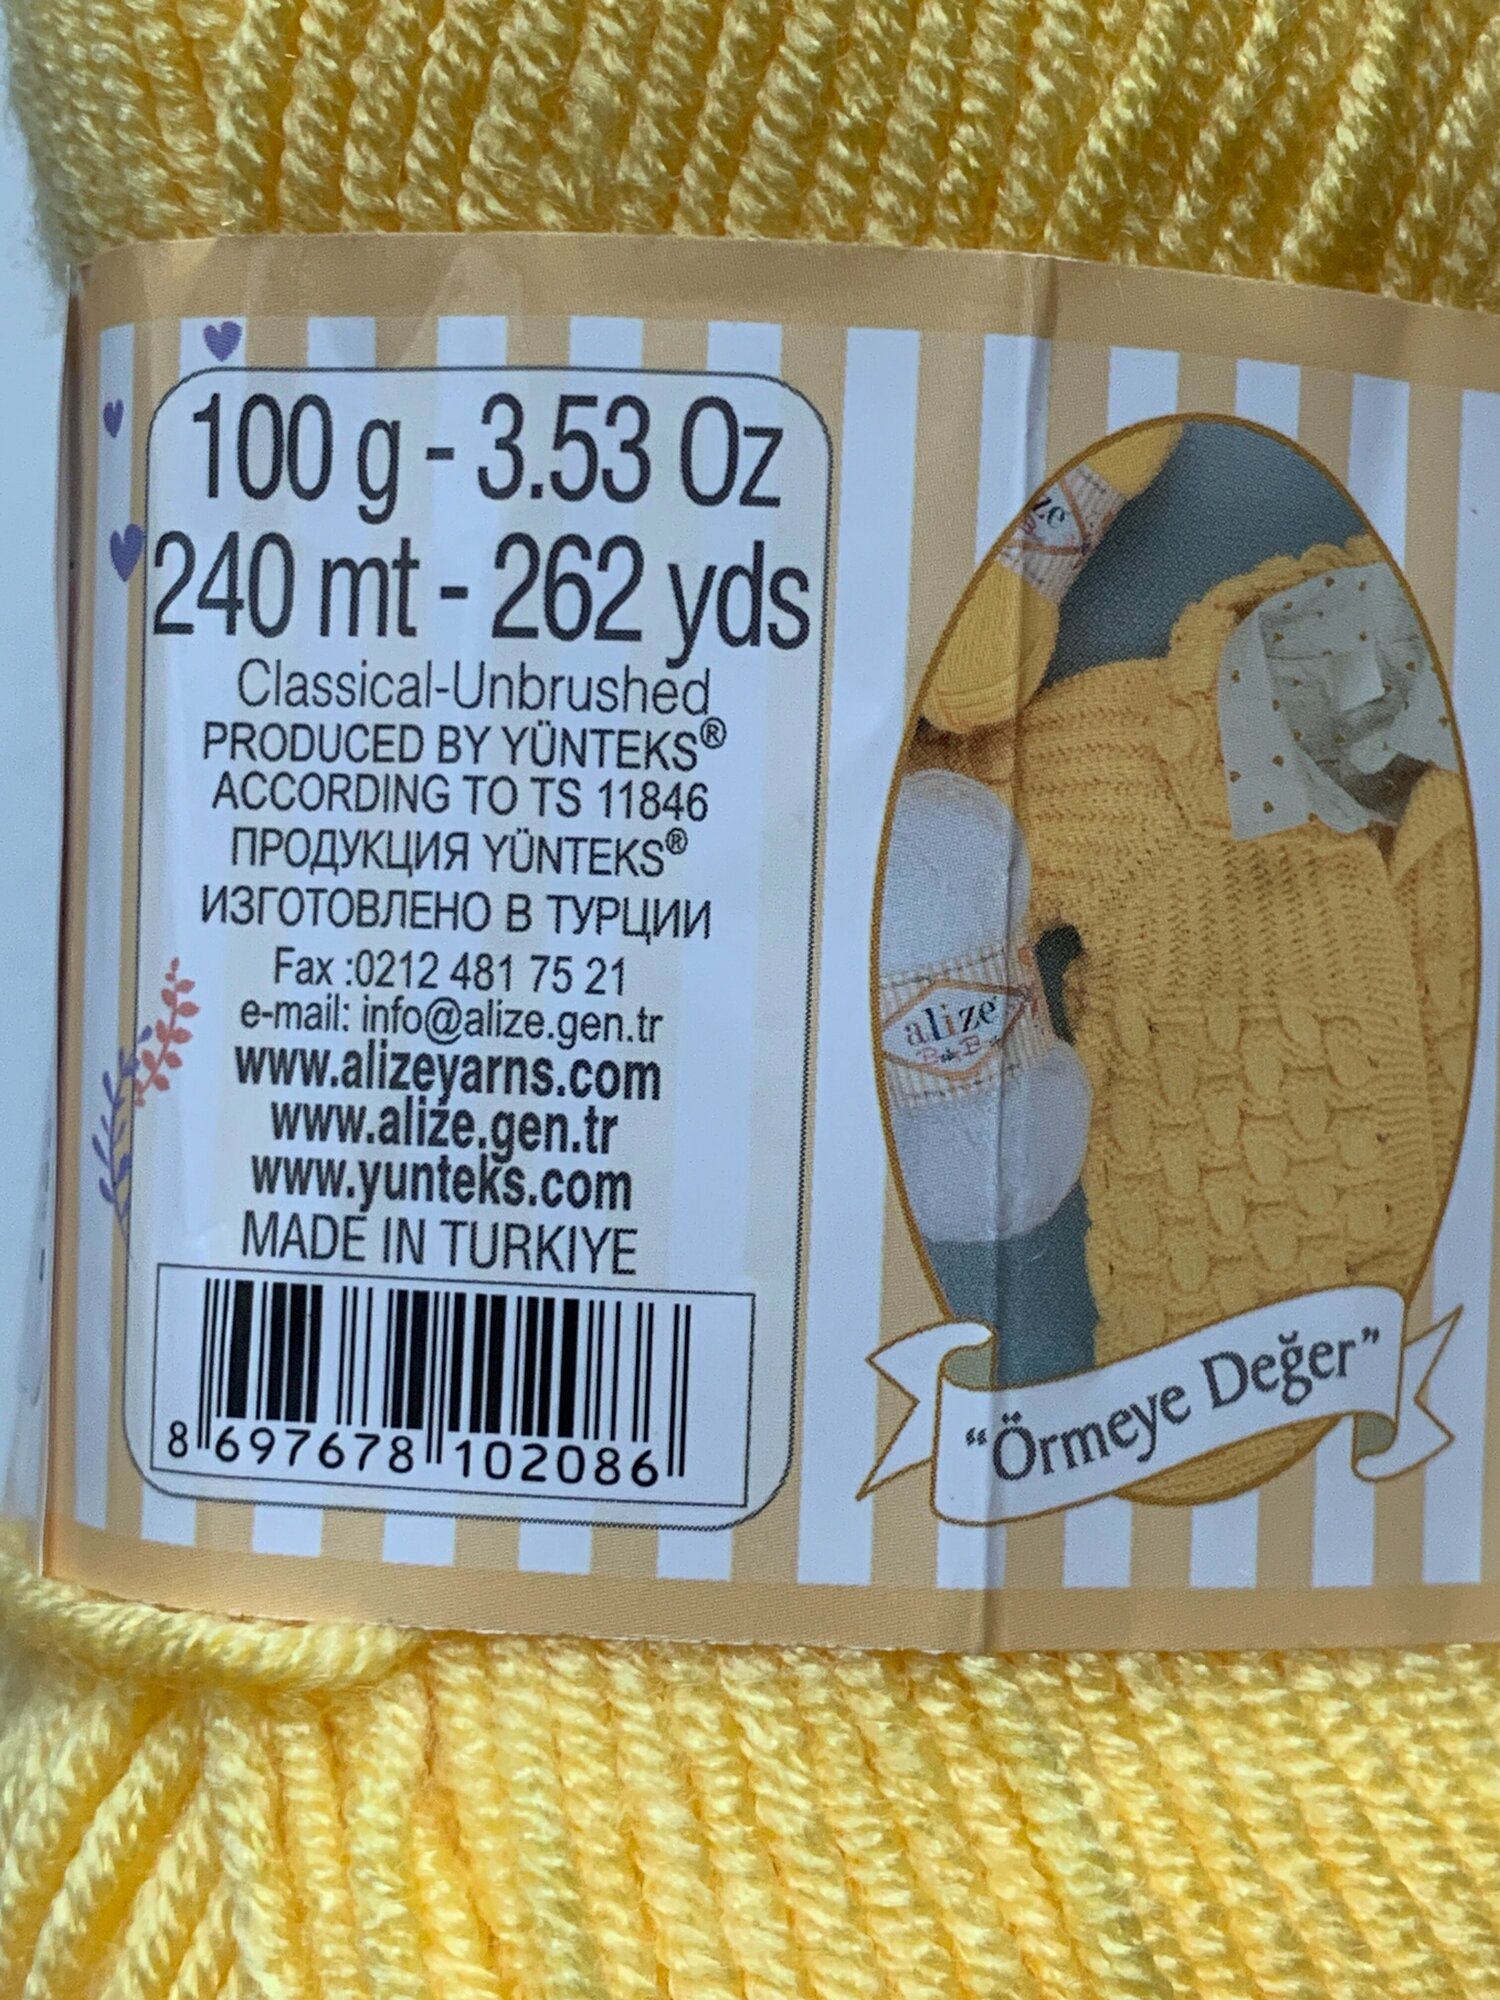 100 g - 3.53 Oz
240 mt - 262 yds
Classical-Unbrushed
PRODUCED BY YÜNTEKS®
ACCORDING TO TS 11846
ПРОДУКЦИЯ YÜNTEKS®
ИЗГОТОВЛЕНО В ТУРЦИИ
Fax :0212 481 75 21
e-mail: info@alize.gen.tr
www.alizeyarns.com
www.alize.gen.tr
www.yunteks.com
MADE IN TURKIYE
8 697678 102086
ze
alize
"Örmeye Değer"